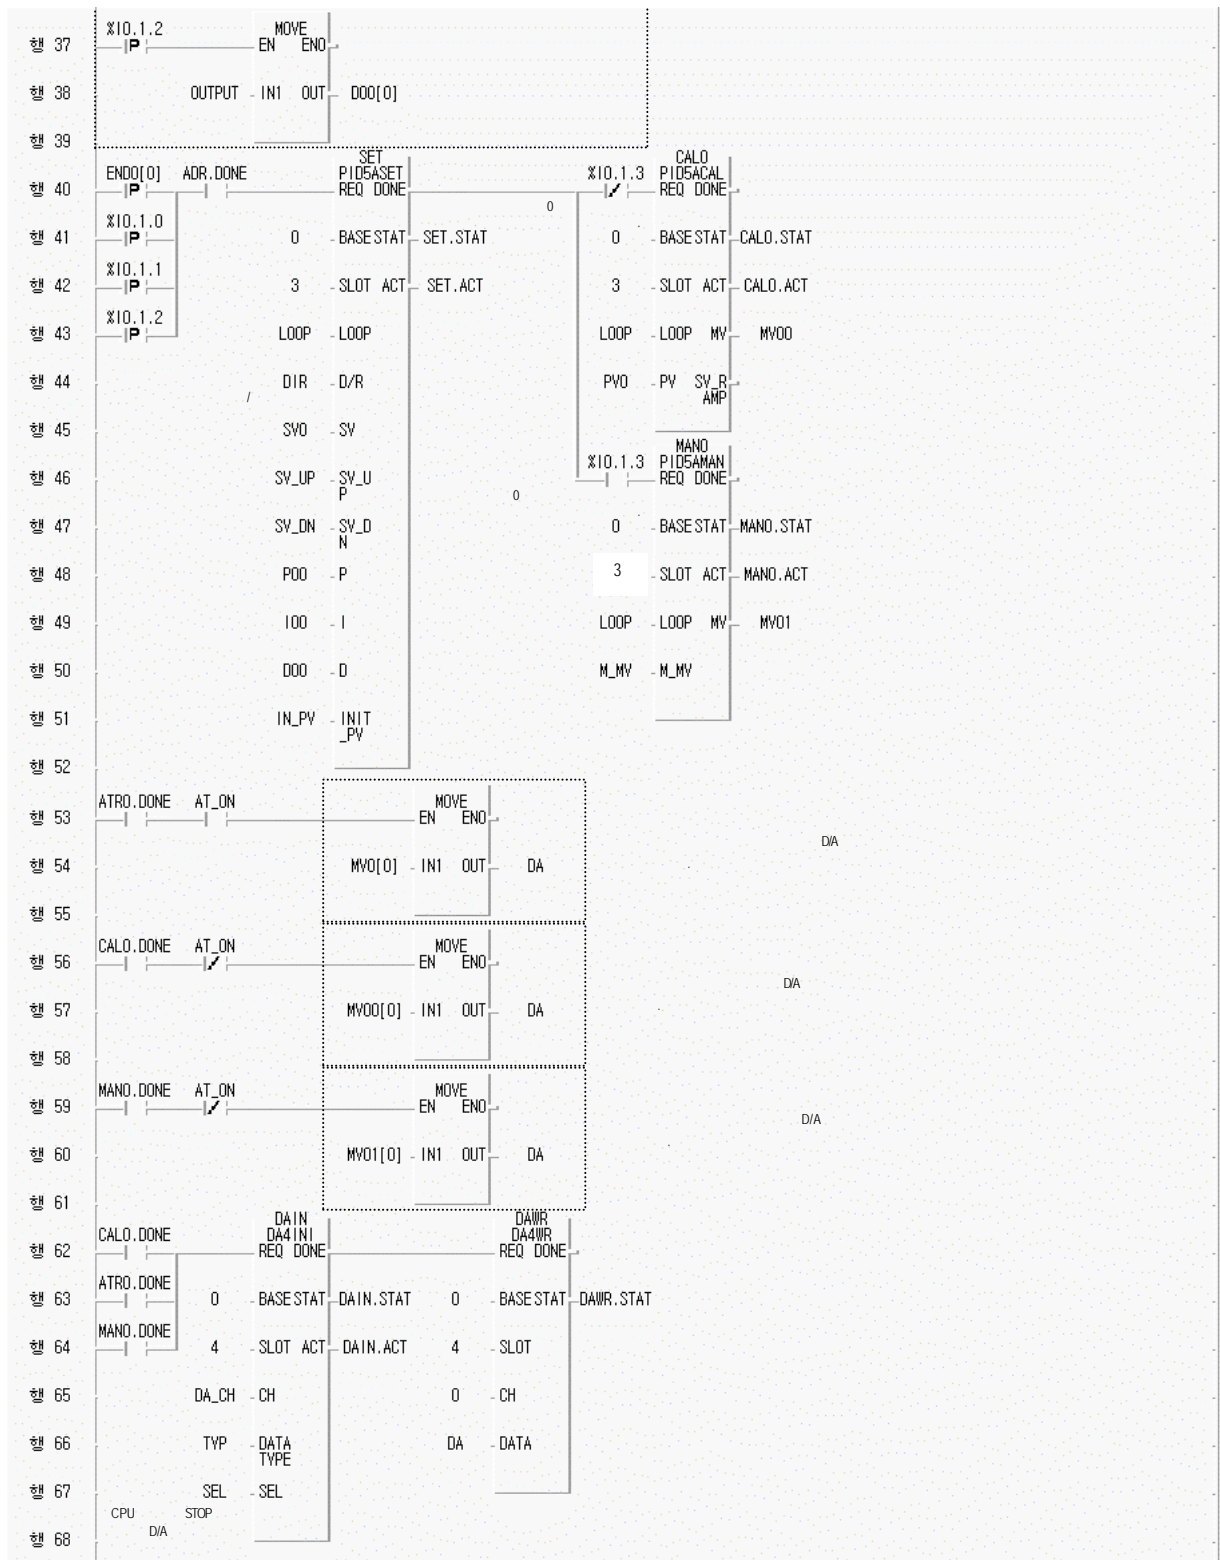 %I0.1.2 MOVE
행 37 P EN ENO
행 38 OUTPUT IN1 OUT D00[0]
행 39
SET CAL0
END0[0] ADR.DONE PID5ASET %I0.1.3 PID5ACAL
행 40 P REQ DONE REQ DONE
0
%I0.1.0
행 41 P 0 BASE STAT SET.STAT 0 BASE STAT CAL0.STAT
%I0.1.1
행 42 P 3 SLOT ACT SET.ACT 3 SLOT ACT CAL0.ACT
%I0.1.2
행 43 P LOOP LOOP LOOP LOOP MV MV00
행 44 DIR D/R PV0 PV SV_R
AMP
/
행 45 SV0 SV
MAN0
%I0.1.3 PID5AMAN
행 46 SV_UP SV_U REQ DONE
P
0
행 47 SV_DN SV_D 0 BASE STAT MAN0.STAT
N
행 48 P00 P 3 SLOT ACT MAN0.ACT
행 49 I00 I LOOP LOOP MV MV01
행 50 D00 D M_MV M_MV
행 51 IN_PV INIT
_PV
행 52
ATR0.DONE AT_ON MOVE
행 53 EN ENO
D/A
행 54 MV0[0] IN1 OUT DA
행 55
CAL0.DONE AT_ON MOVE
행 56 EN ENO
D/A
행 57 MV00[0] IN1 OUT DA
행 58
MAN0.DONE AT_ON MOVE
행 59 EN ENO
D/A
행 60 MV01[0] IN1 OUT DA
행 61
DAIN DAWR
CAL0.DONE DA4INI DA4WR
행 62 REQ DONE REQ DONE
ATR0.DONE
행 63 0 BASE STAT DAIN.STAT 0 BASE STAT DAWR.STAT
MAN0.DONE
행 64 4 SLOT ACT DAIN.ACT 4 SLOT
행 65 DA_CH CH 0 CH
행 66 TYP DATA DA DATA
TYPE
행 67 SEL SEL
CPU STOP
D/A
행 68